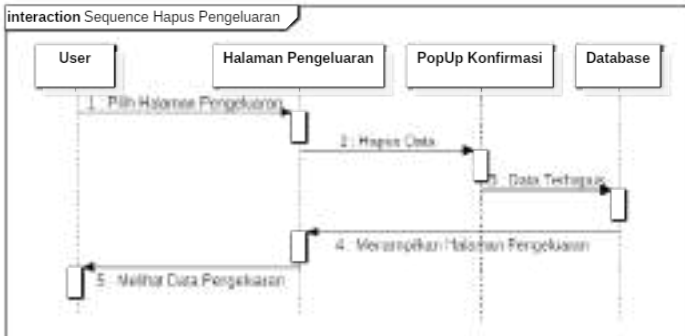 interaction Sequence Hapus Pengeluaran
User
Halaman Pengeluaran
PopUp Konfirmasi
Database
1 : Pilih Halaman Pengeluaran
2 : Hapus Data
3 : Data Terhapus
4 : Menampilkan Halaman Pengeluaran
5 : Melihat Data Pengeluaran